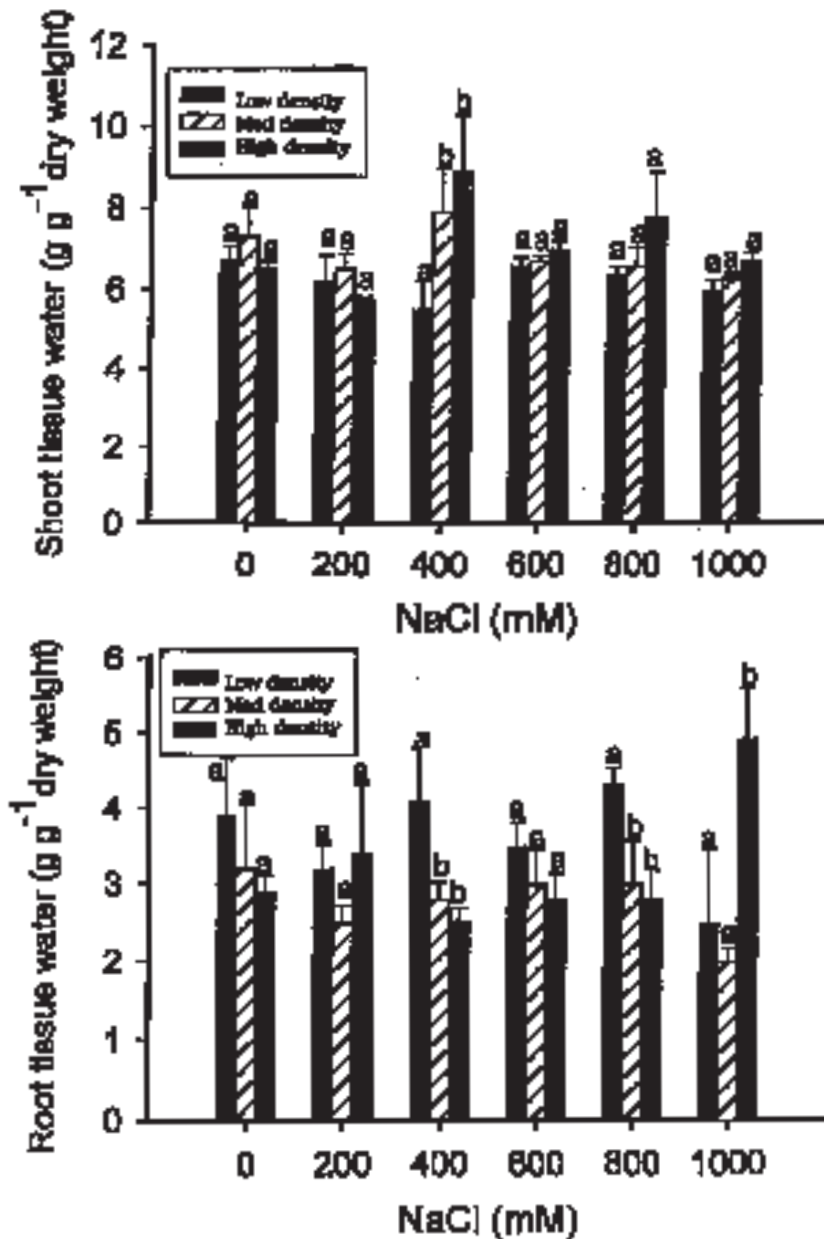 Shoot tissue water (g g⁻¹ dry weight)
12
10
8
6
4
2
0
Low density
Med density
High density
a a a
a a a
a b b
a a a
a a a
a a a
0 200 400 600 800 1000
NaCl (mM)
Root tissue water (g g⁻¹ dry weight)
6
5
4
3
2
1
0
Low density
Med density
High density
a a a
a a a
a b b
a a a
a b b
a a b
0 200 400 600 800 1000
NaCl (mM)